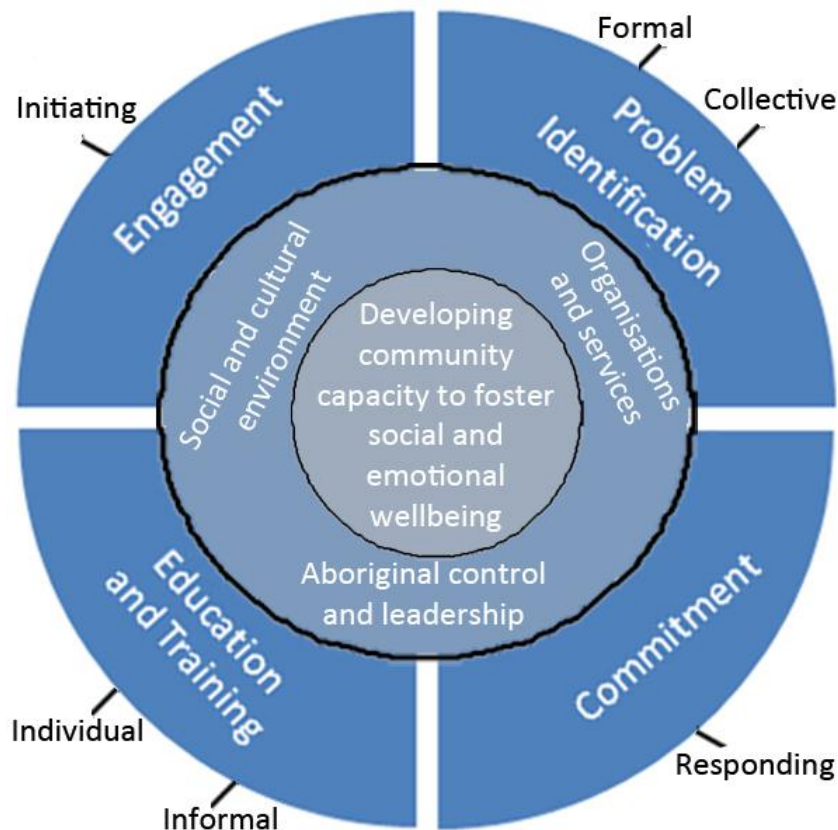 Formal
Collective
Initiating
Engagement
Problem
Identification
Social and cultural
environment
Organisations
and services
Developing
community
capacity to foster
social and
emotional
wellbeing
Aboriginal control
and leadership
Education
and Training
Commitment
Individual
Informal
Responding